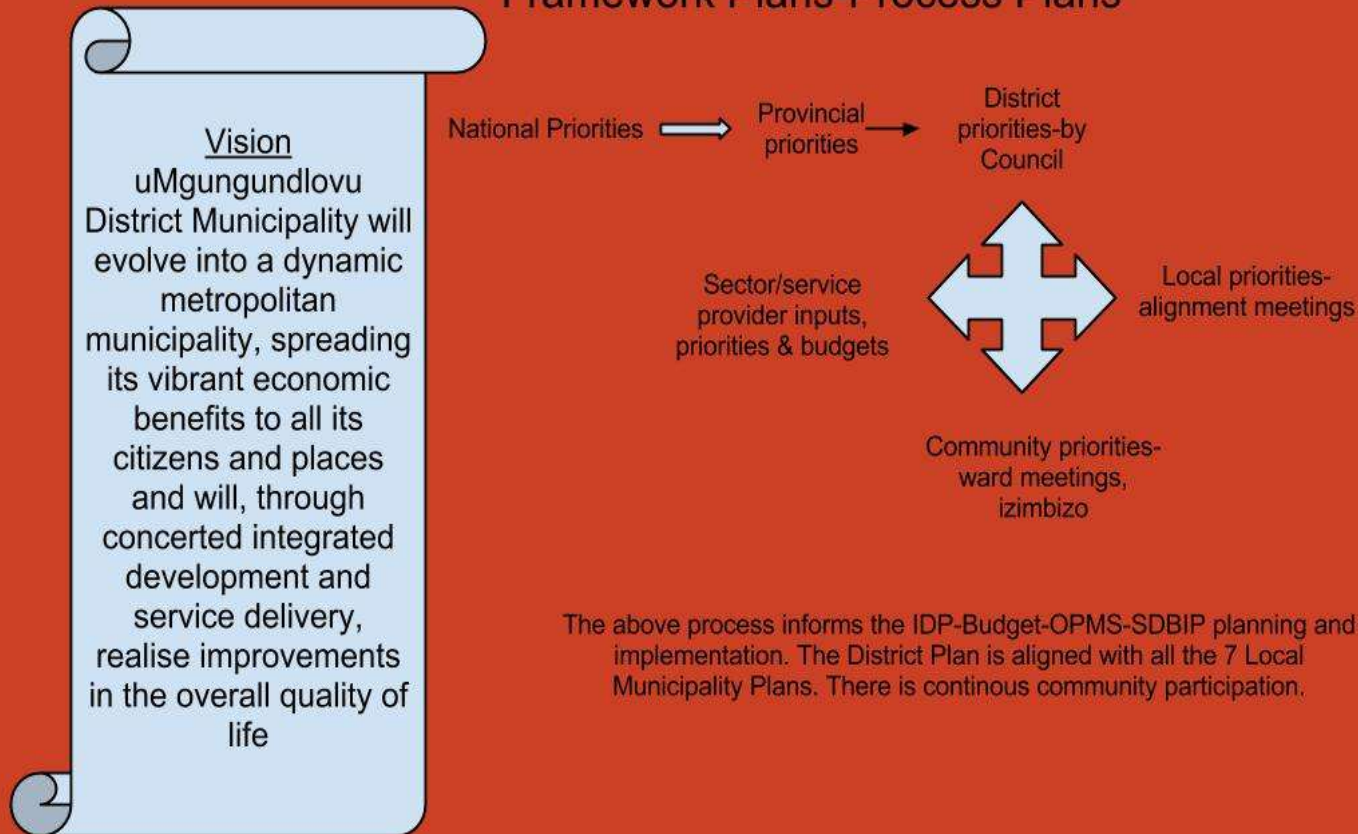 Framework Plans Process Plans
Vision
uMgungundlovu
District Municipality will
evolve into a dynamic
metropolitan
municipality, spreading
its vibrant economic
benefits to all its
citizens and places
and will, through
concerted integrated
development and
service delivery,
realise improvements
in the overall quality of
life
National Priorities
Provincial
priorities
District
priorities-by
Council
Sector/service
provider inputs,
priorities & budgets
Local priorities-
alignment meetings
Community priorities-
ward meetings,
izimbizo
The above process informs the IDP-Budget-OPMS-SDBIP planning and
implementation. The District Plan is aligned with all the 7 Local
Municipality Plans. There is continous community participation.